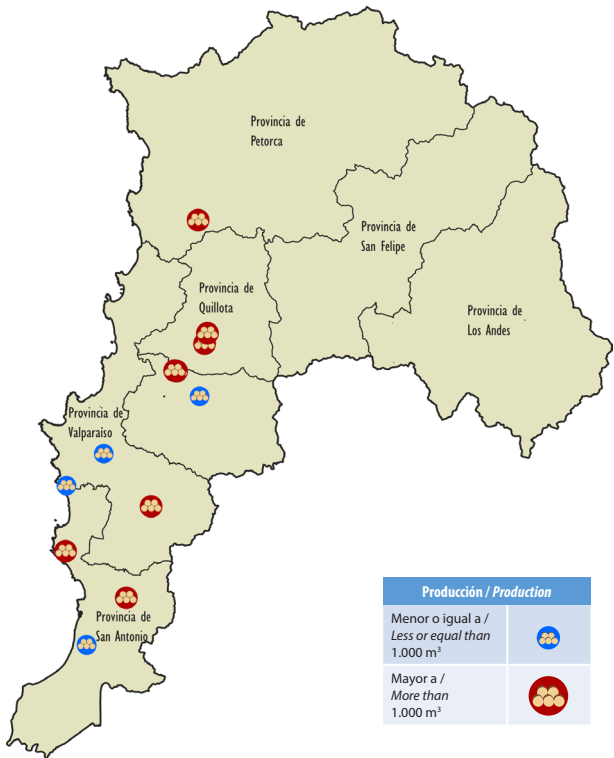 Provincia de
Petorca
Provincia de
San Felipe
Provincia de
Quillota
Provincia de
Los Andes
Provincia de
Valparaíso
Provincia de
San Antonio
Producción / Production
Menor o igual a /
Less or equal than
1.000 m³
Mayor a /
More than
1.000 m³